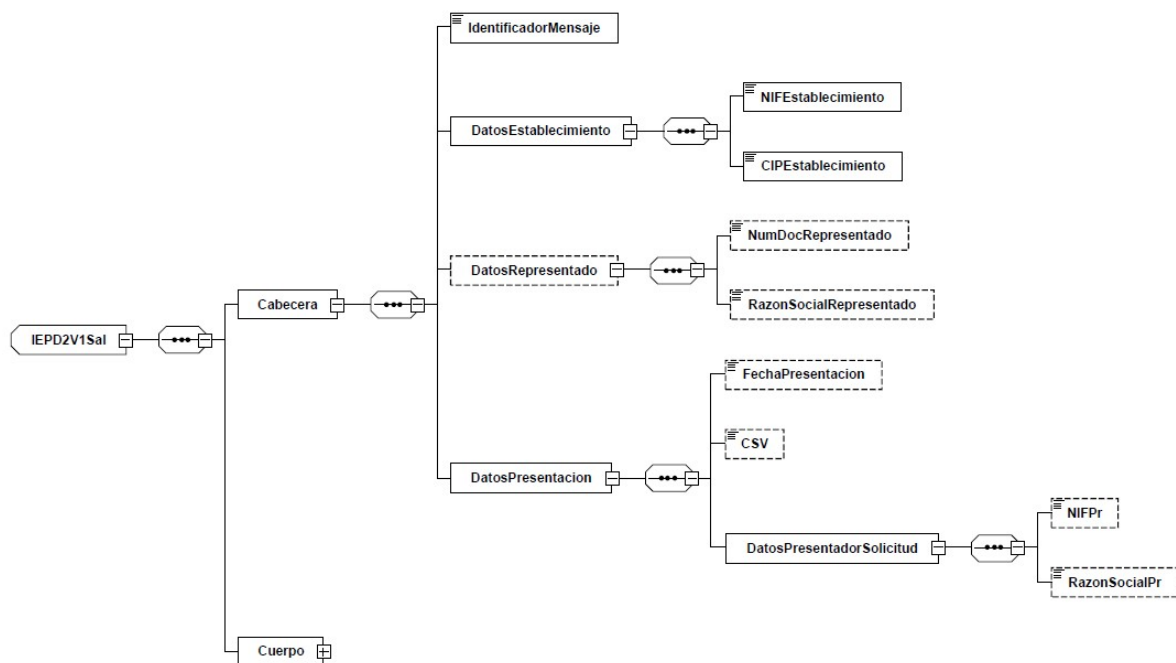 IdentificadorMensaje
NIFEstablecimiento
DatosEstablecimiento
CIPEstablecimiento
NumDocRepresentado
DatosRepresentado
RazonSocialRepresentado
Cabecera
IEPD2V1Sal
FechaPresentacion
CSV
DatosPresentacion
NIFPr
DatosPresentadorSolicitud
RazonSocialPr
Cuerpo